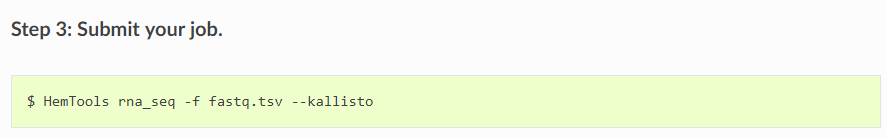 Step 3: Submit your job.
$ HemTools rna_seq -f fastq.tsv --kallisto